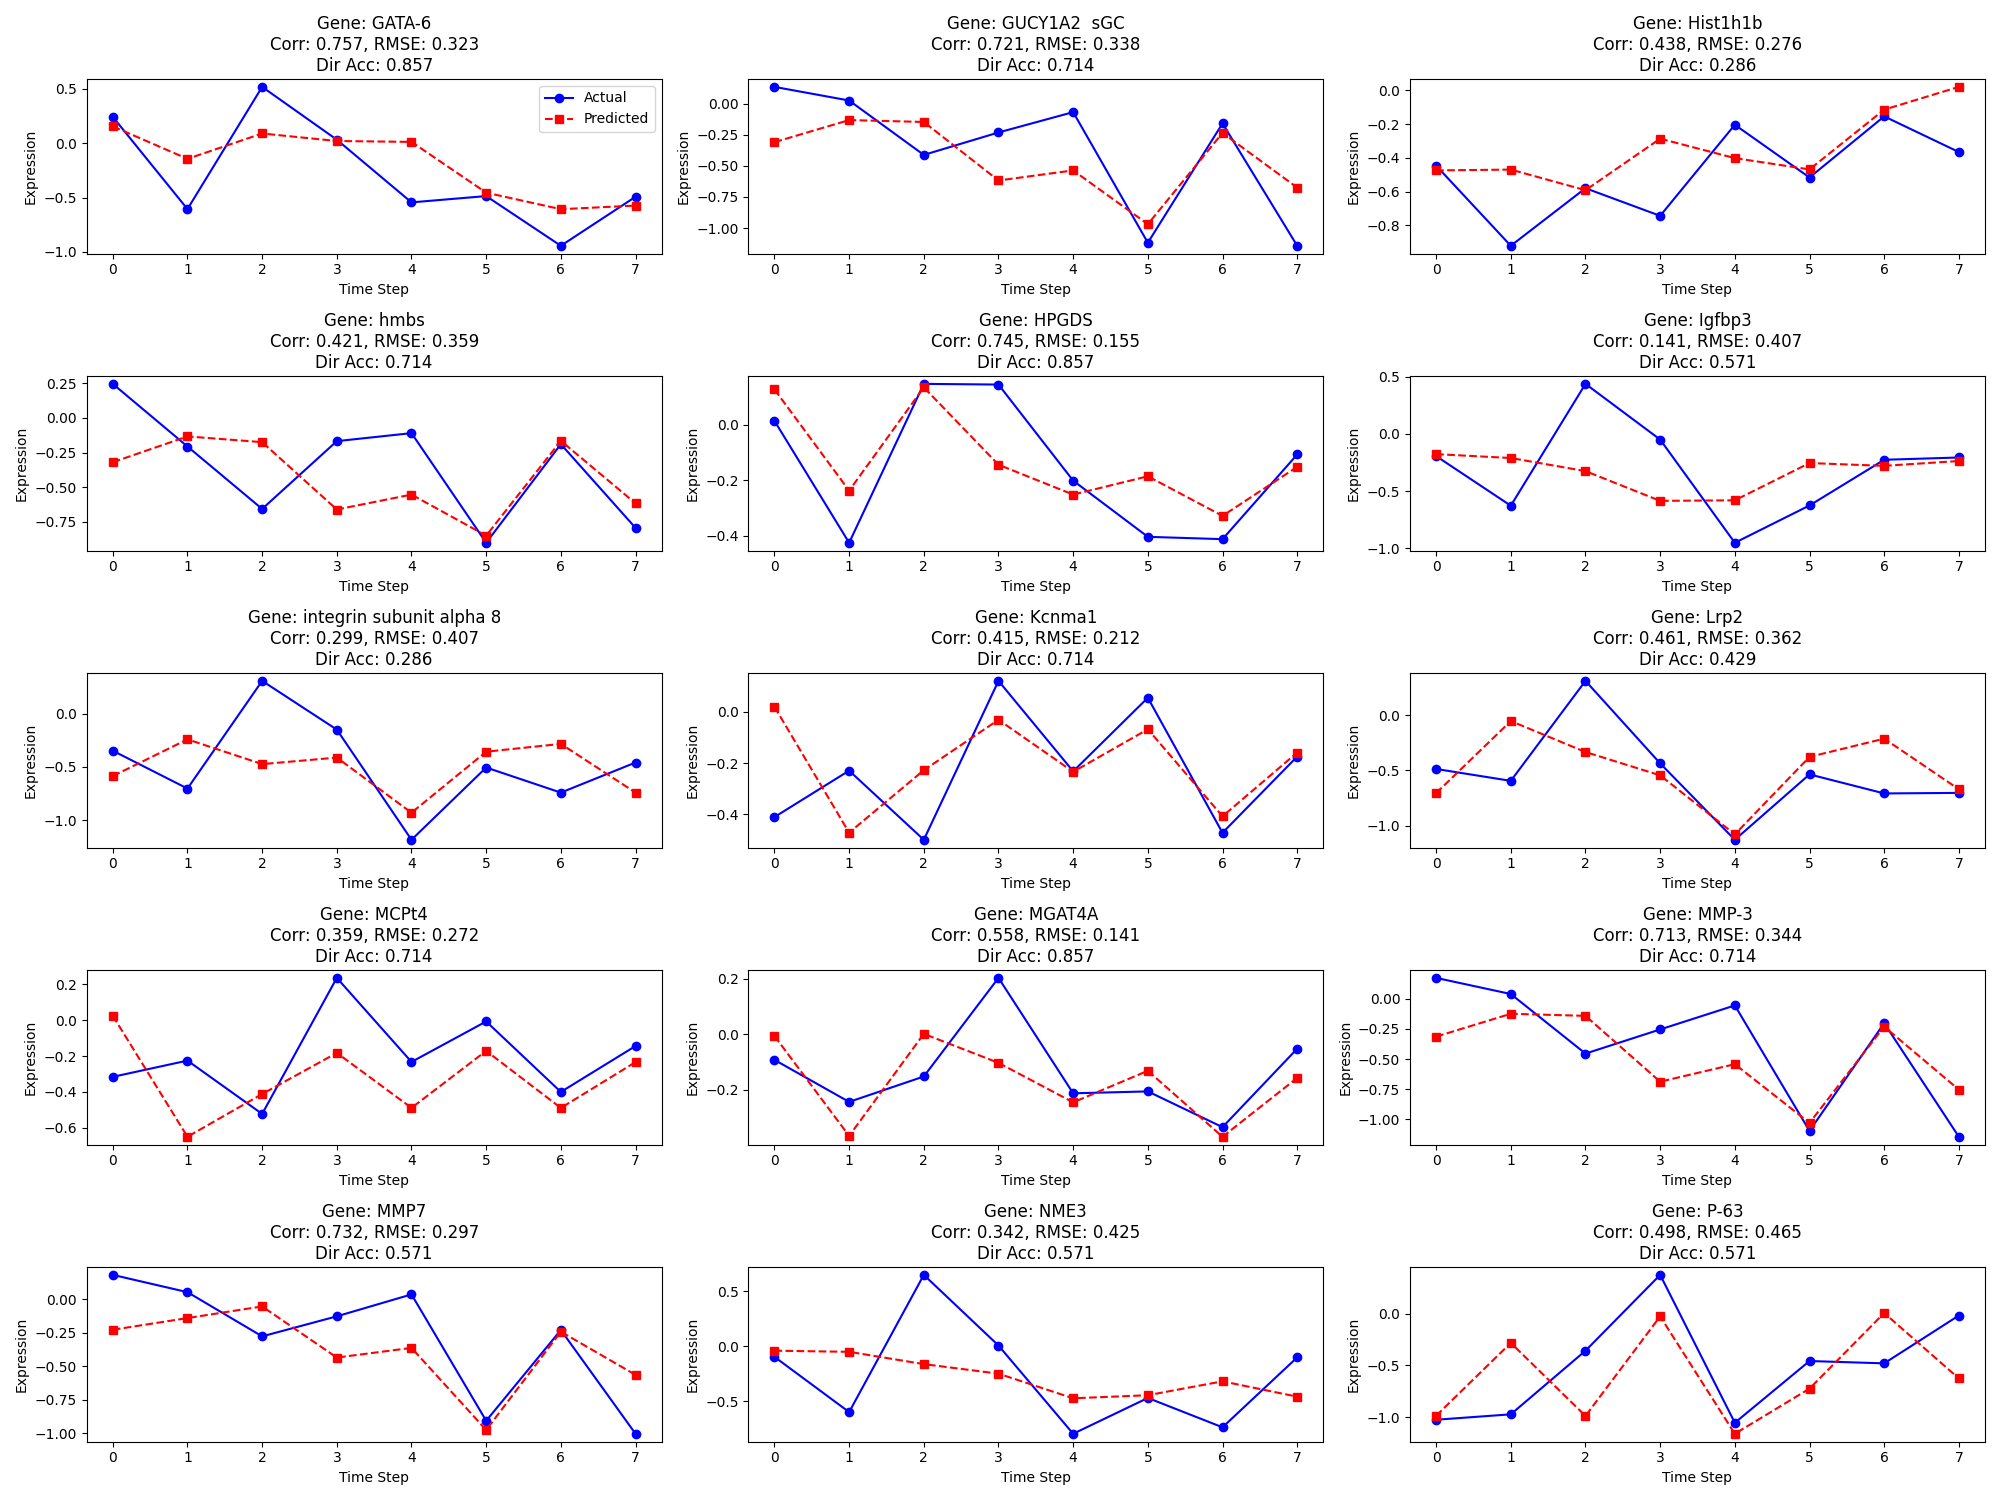 Gene: GATA-6
Corr: 0.757, RMSE: 0.323
Dir Acc: 0.857
Actual
Predicted
Expression
0.5
0.0
−0.5
−1.0
0 1 2 3 4 5 6 7
Time Step
Gene: GUCY1A2  sGC
Corr: 0.721, RMSE: 0.338
Dir Acc: 0.714
Expression
0.00
−0.25
−0.50
−0.75
−1.00
0 1 2 3 4 5 6 7
Time Step
Gene: Hist1h1b
Corr: 0.438, RMSE: 0.276
Dir Acc: 0.286
Expression
0.0
−0.2
−0.4
−0.6
−0.8
0 1 2 3 4 5 6 7
Time Step
Gene: hmbs
Corr: 0.421, RMSE: 0.359
Dir Acc: 0.714
Expression
0.25
0.00
−0.25
−0.50
−0.75
0 1 2 3 4 5 6 7
Time Step
Gene: HPGDS
Corr: 0.745, RMSE: 0.155
Dir Acc: 0.857
Expression
0.0
−0.2
−0.4
0 1 2 3 4 5 6 7
Time Step
Gene: Igfbp3
Corr: 0.141, RMSE: 0.407
Dir Acc: 0.571
Expression
0.5
0.0
−0.5
−1.0
0 1 2 3 4 5 6 7
Time Step
Gene: integrin subunit alpha 8
Corr: 0.299, RMSE: 0.407
Dir Acc: 0.286
Expression
0.0
−0.5
−1.0
0 1 2 3 4 5 6 7
Time Step
Gene: Kcnma1
Corr: 0.415, RMSE: 0.212
Dir Acc: 0.714
Expression
0.0
−0.2
−0.4
0 1 2 3 4 5 6 7
Time Step
Gene: Lrp2
Corr: 0.461, RMSE: 0.362
Dir Acc: 0.429
Expression
0.0
−0.5
−1.0
0 1 2 3 4 5 6 7
Time Step
Gene: MCPt4
Corr: 0.359, RMSE: 0.272
Dir Acc: 0.714
Expression
0.2
0.0
−0.2
−0.4
−0.6
0 1 2 3 4 5 6 7
Time Step
Gene: MGAT4A
Corr: 0.558, RMSE: 0.141
Dir Acc: 0.857
Expression
0.2
0.0
−0.2
0 1 2 3 4 5 6 7
Time Step
Gene: MMP-3
Corr: 0.713, RMSE: 0.344
Dir Acc: 0.714
Expression
0.00
−0.25
−0.50
−0.75
−1.00
0 1 2 3 4 5 6 7
Time Step
Gene: MMP7
Corr: 0.732, RMSE: 0.297
Dir Acc: 0.571
Expression
0.00
−0.25
−0.50
−0.75
−1.00
0 1 2 3 4 5 6 7
Time Step
Gene: NME3
Corr: 0.342, RMSE: 0.425
Dir Acc: 0.571
Expression
0.5
0.0
−0.5
0 1 2 3 4 5 6 7
Time Step
Gene: P-63
Corr: 0.498, RMSE: 0.465
Dir Acc: 0.571
Expression
0.0
−0.5
−1.0
0 1 2 3 4 5 6 7
Time Step